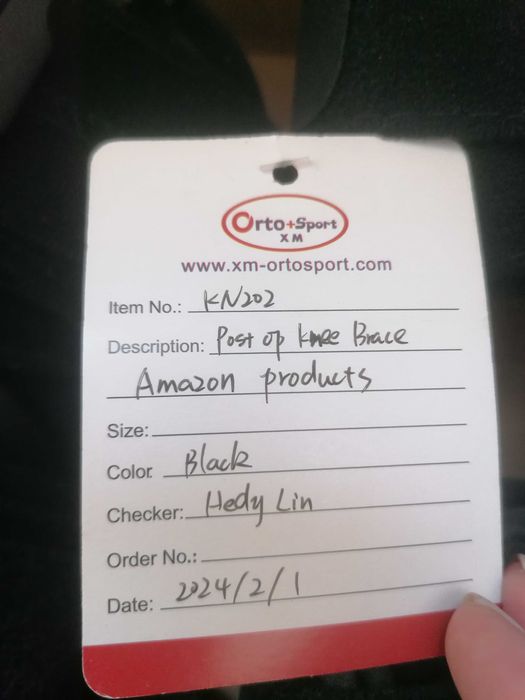 Orto+Sport
XM
www.xm-ortosport.com
Item No.: KN202
Description: Post op knee Brace
Amazon products
Size:
Color: Black
Checker: Hedy Lin
Order No.:
Date: 2024/2/1